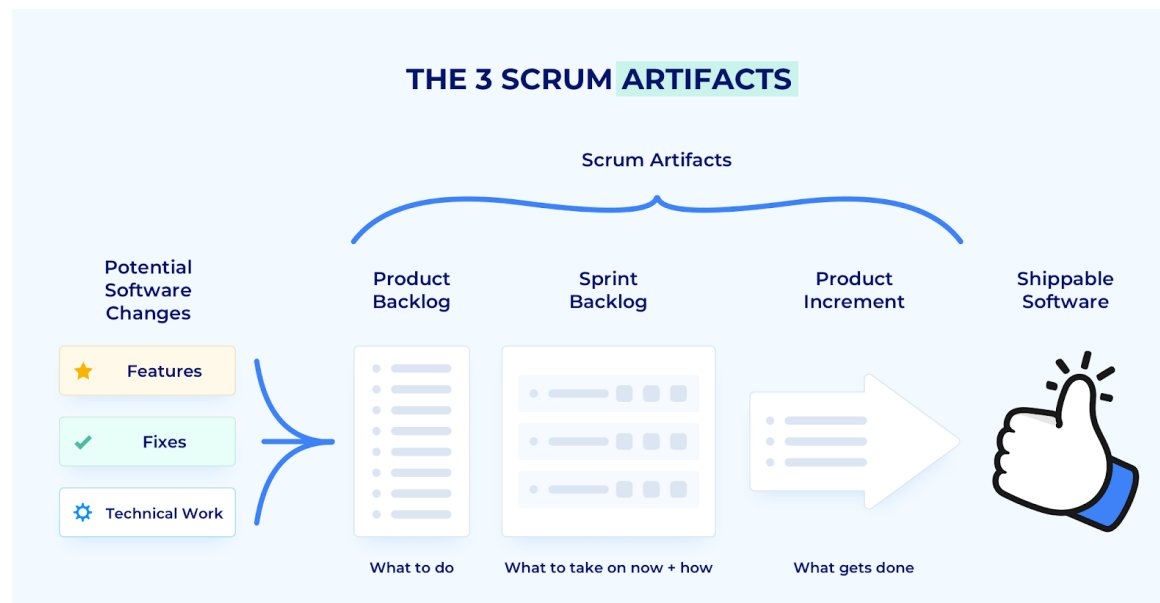 THE 3 SCRUM ARTIFACTS
Scrum Artifacts
Potential
Software
Changes
Features
Fixes
Technical Work
Product
Backlog
What to do
Sprint
Backlog
What to take on now + how
Product
Increment
What gets done
Shippable
Software